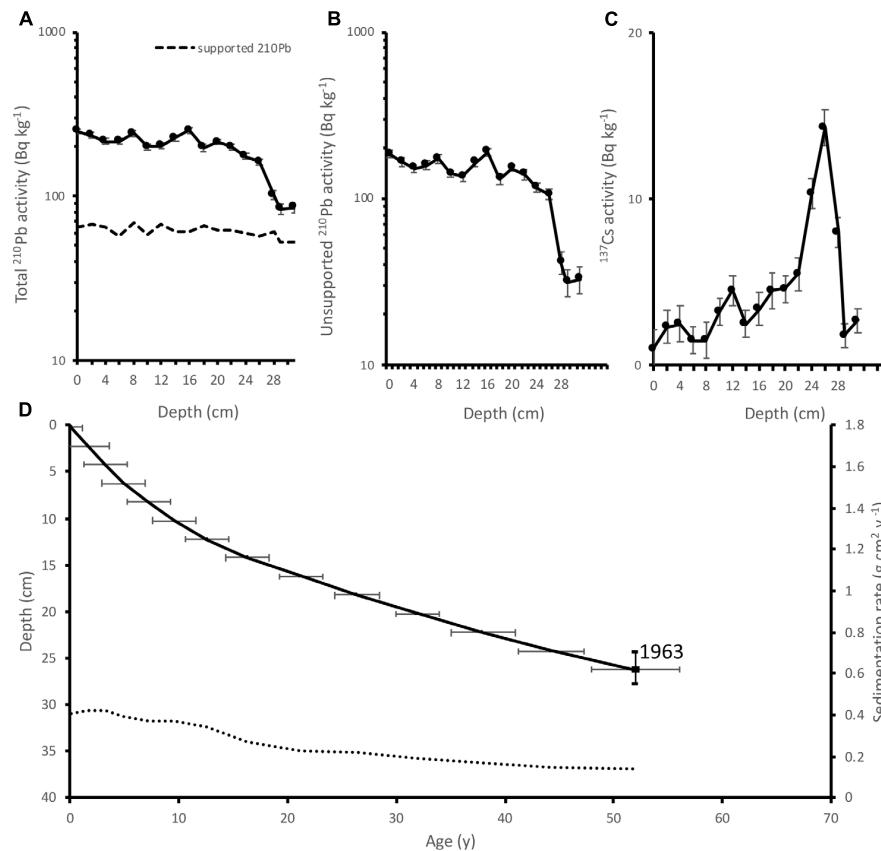 A
B
C
1000
1000
20
supported 210Pb
Total ²¹⁰Pb activity (Bq kg⁻¹)
Unsupported ²¹⁰Pb activity (Bq kg⁻¹)
¹³⁷Cs activity (Bq kg⁻¹)
100
100
10
10
10
0
0 4 8 12 16 20 24 28
0 4 8 12 16 20 24 28
0 4 8 12 16 20 24 28
Depth (cm)
Depth (cm)
Depth (cm)
D
0
5
10
15
20
25
30
35
40
Depth (cm)
1963
1.8
1.6
1.4
1.2
1
0.8
0.6
0.4
0.2
0
Sedimentation rate (g cm² y⁻¹)
0 10 20 30 40 50 60 70
Age (y)